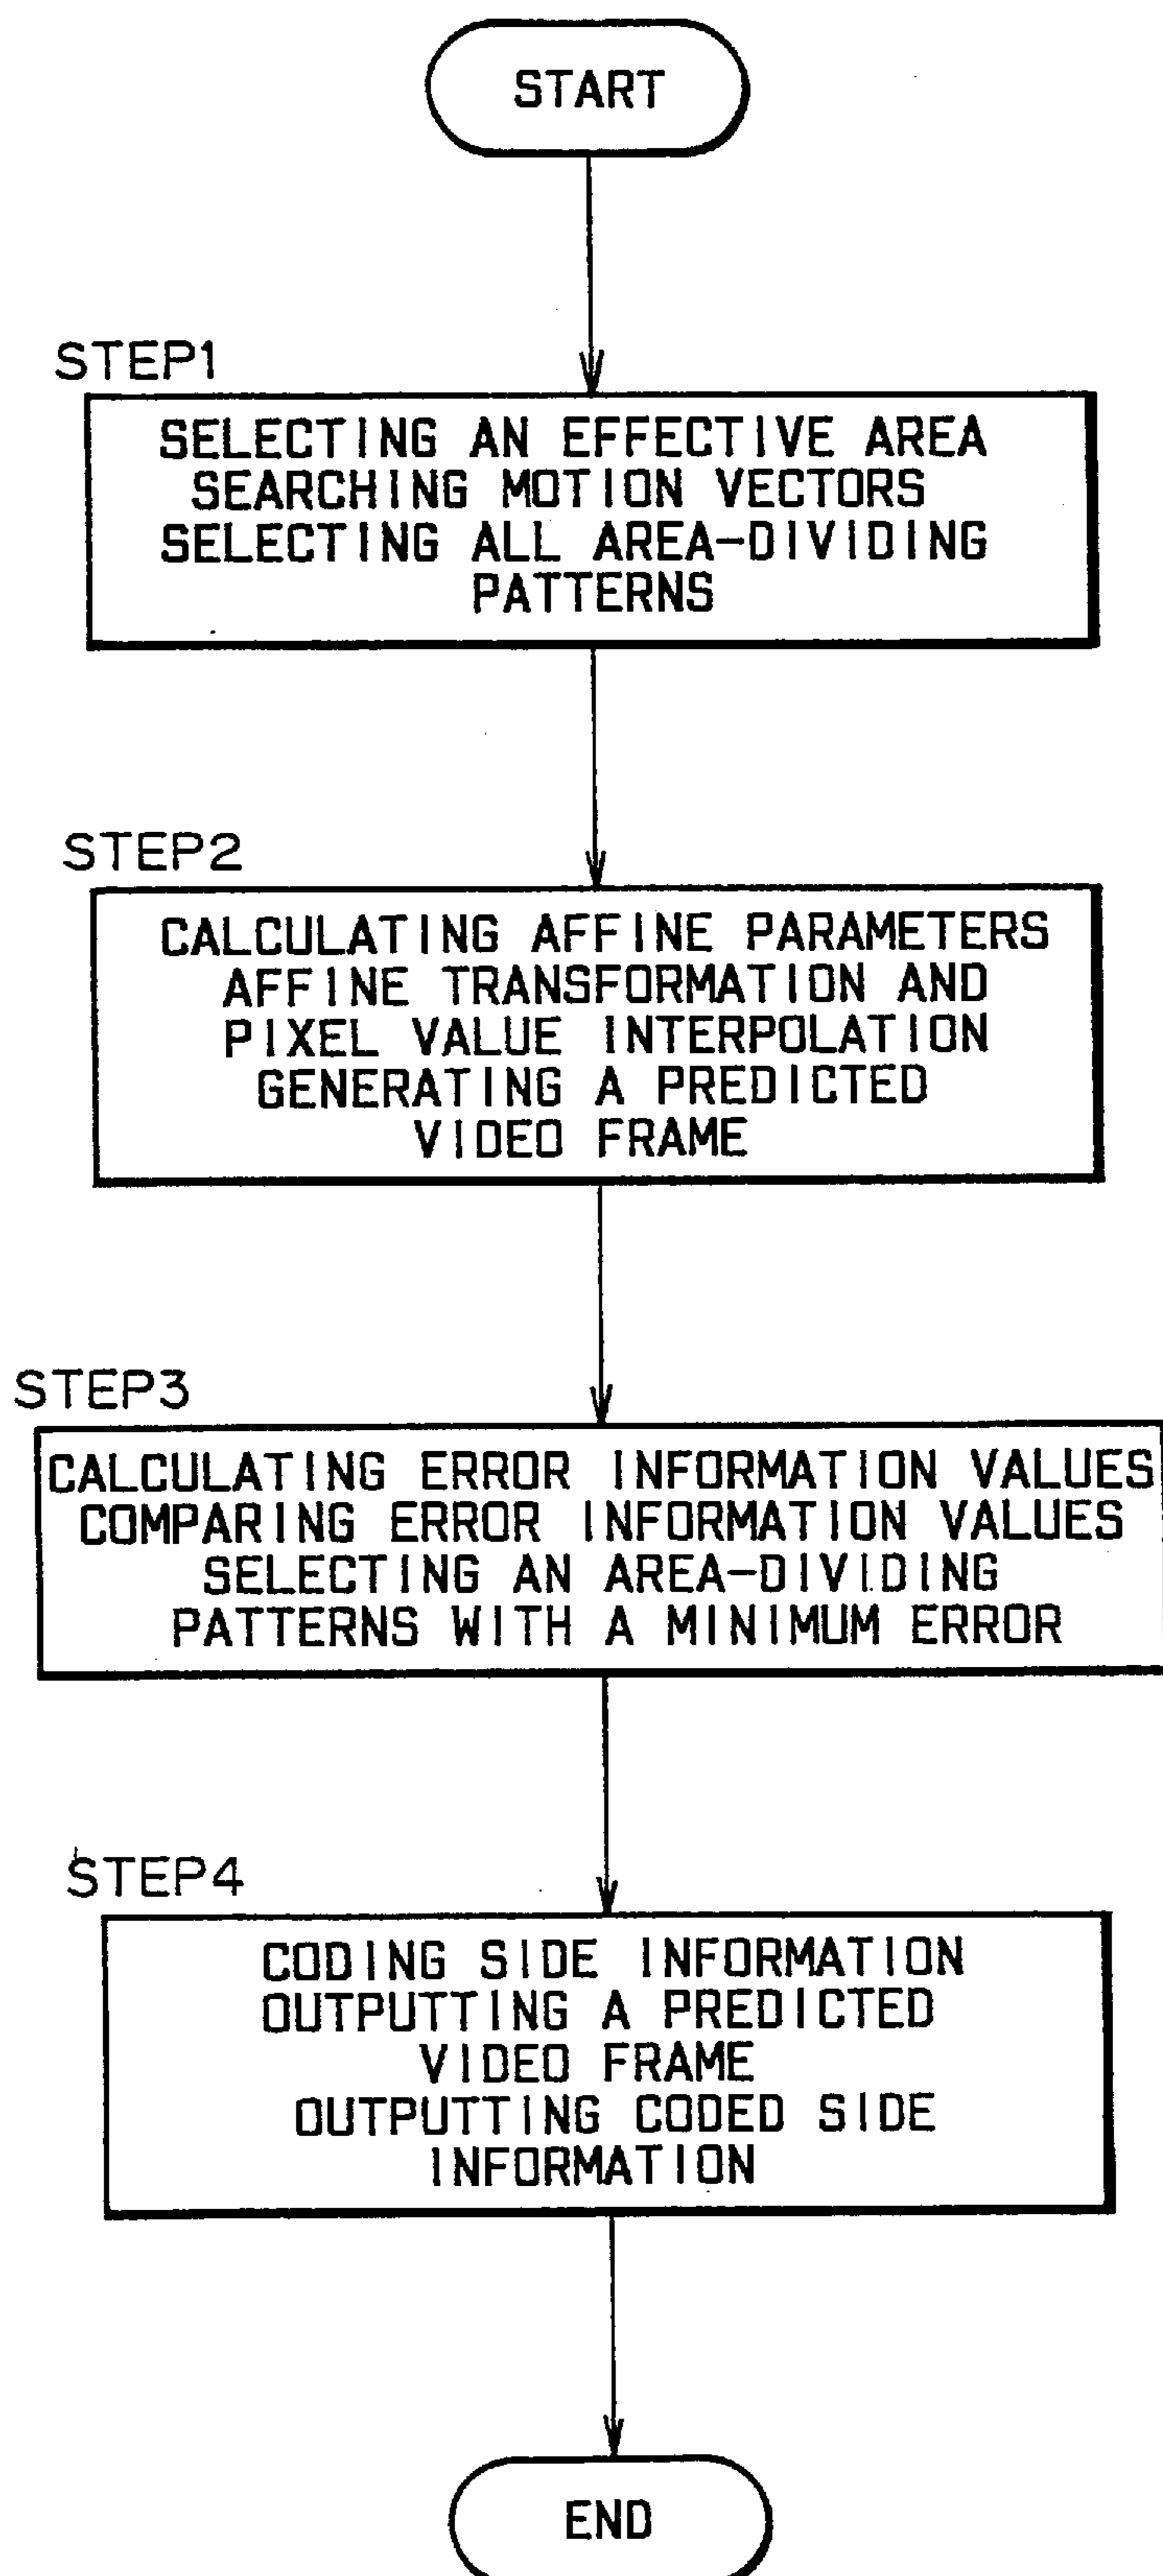 START
STEP1
SELECTING AN EFFECTIVE AREA
SEARCHING MOTION VECTORS
SELECTING ALL AREA-DIVIDING
PATTERNS
STEP2
CALCULATING AFFINE PARAMETERS
AFFINE TRANSFORMATION AND
PIXEL VALUE INTERPOLATION
GENERATING A PREDICTED
VIDEO FRAME
STEP3
CALCULATING ERROR INFORMATION VALUES
COMPARING ERROR INFORMATION VALUES
SELECTING AN AREA-DIVIDING
PATTERNS WITH A MINIMUM ERROR
STEP4
CODING SIDE INFORMATION
OUTPUTTING A PREDICTED
VIDEO FRAME
OUTPUTTING CODED SIDE
INFORMATION
END